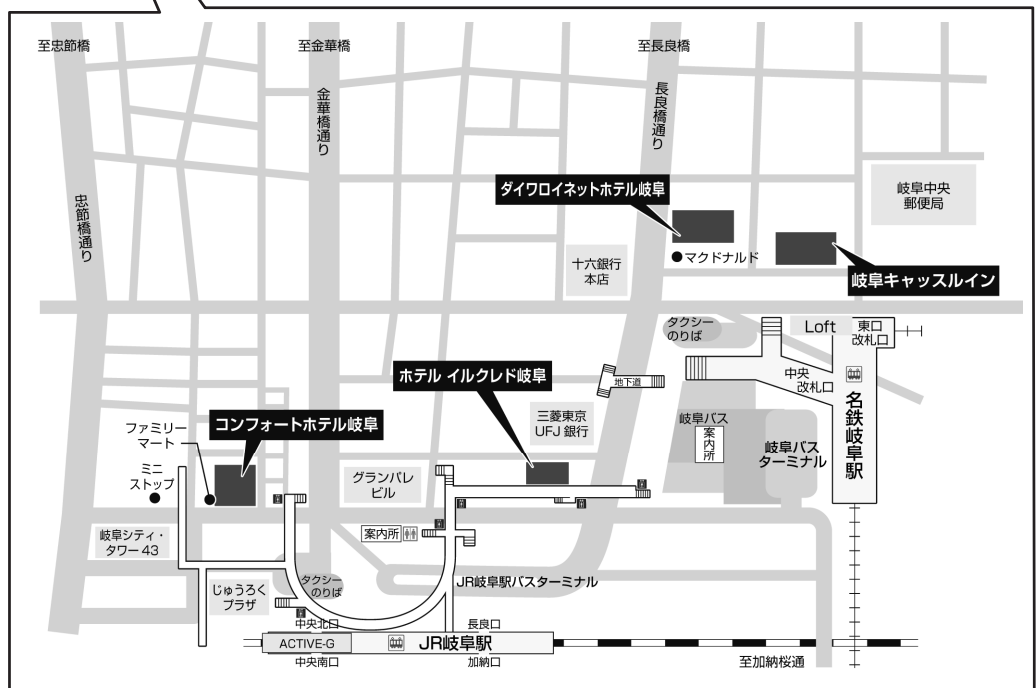 至忠節橋
至金華橋
至長良橋
金華橋通り
長良橋通り
忠節橋通り
ダイワロイネットホテル岐阜
岐阜中央
郵便局
マクドナルド
十六銀行
本店
岐阜キャッスルイン
タクシー
のりば
Loft
東口
改札口
中央
改札口
地下道
名鉄岐阜駅
ホテル イルクレド岐阜
三菱東京
UFJ 銀行
岐阜バス
案内所
岐阜バス
ターミナル
コンフォートホテル岐阜
ファミリー
マート
ミニ
ストップ
グランパレ
ビル
案内所
岐阜シティ・
タワー 43
じゅうろく
プラザ
タクシー
のりば
JR岐阜駅バスターミナル
中央北口
長良口
ACTIVE-G
JR岐阜駅
中央南口
加納口
至加納桜通